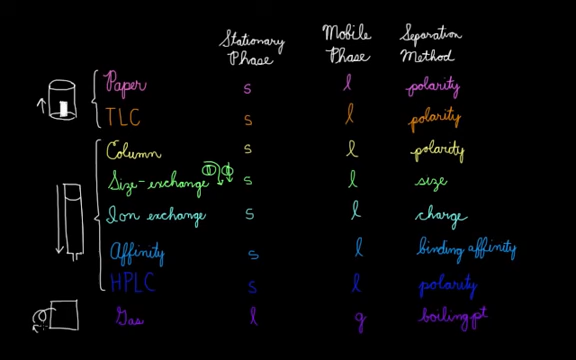 Stationary Phase Mobile Phase Separation Method
Paper s l polarity
TLC s l polarity
Column s l polarity
Size-exchange s l size
Ion exchange s l charge
Affinity s l binding affinity
HPLC s l polarity
Gas l g boiling pt